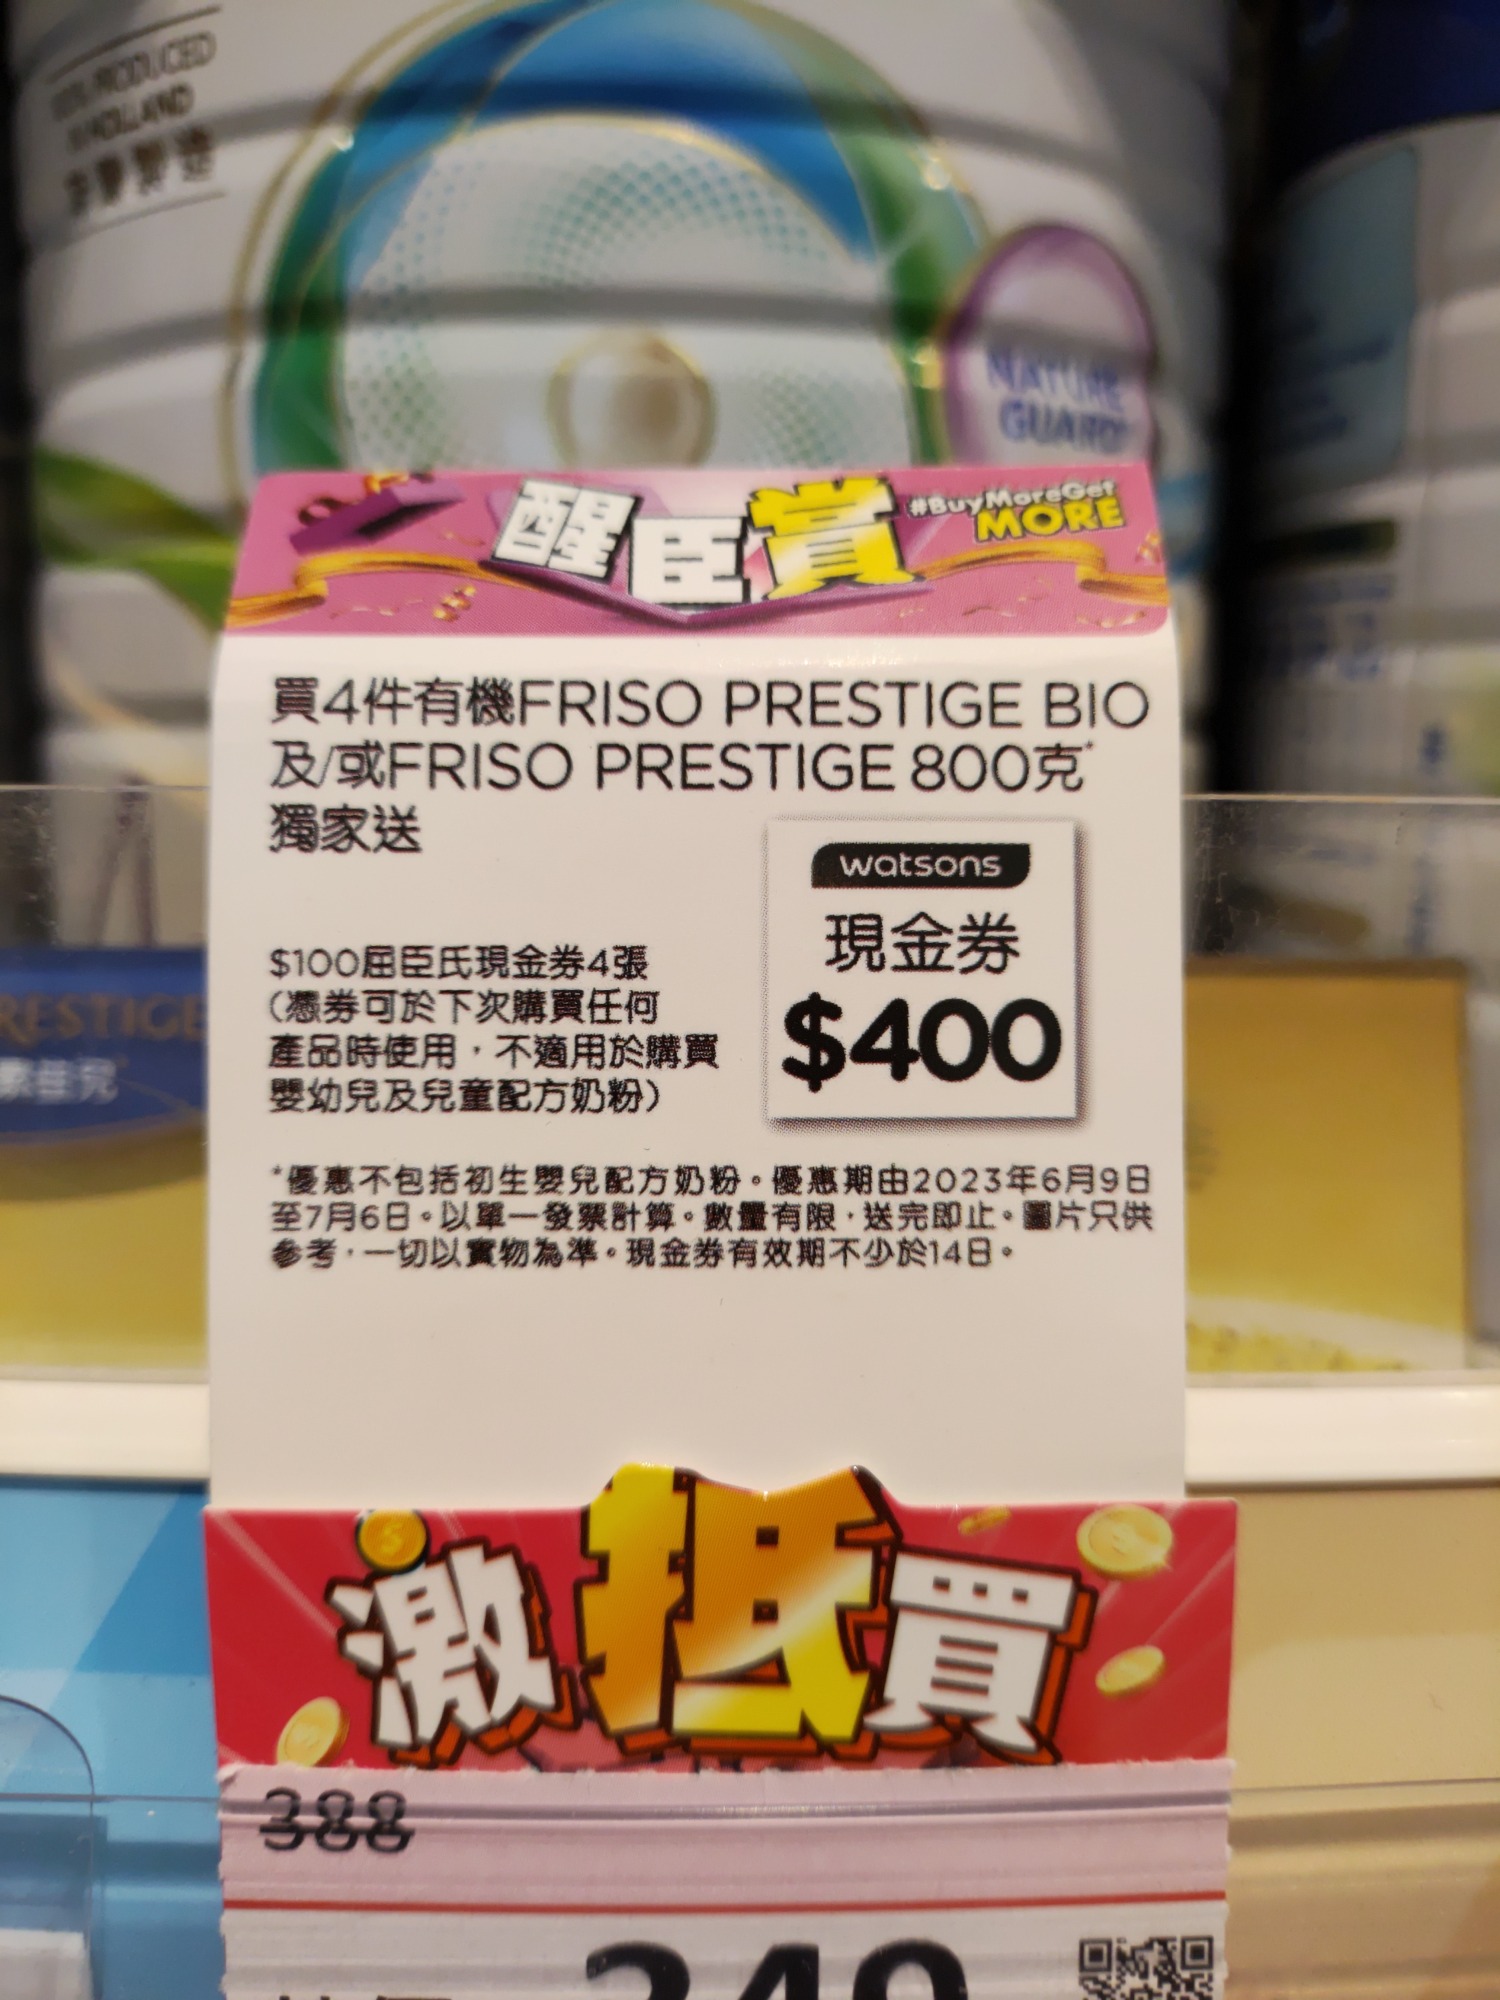 100% PRODUCED
IN HOLLAND
NATURE
GUARD
醒臣賞
#BuyMoreGet
MORE
買4件有機FRISO PRESTIGE BIO
及/或FRISO PRESTIGE 800克*
獨家送
watsons
現金券
$400
$100屈臣氏現金券4張
(憑券可於下次購買任何
產品時使用，不適用於購買
嬰幼兒及兒童配方奶粉)
*優惠不包括初生嬰兒配方奶粉。優惠期由2023年6月9日
至7月6日。以單一發票計算。數量有限，送完即止。圖片只供
參考，一切以實物為準。現金券有效期不少於14日。
PRESTIGE
激抵買
388